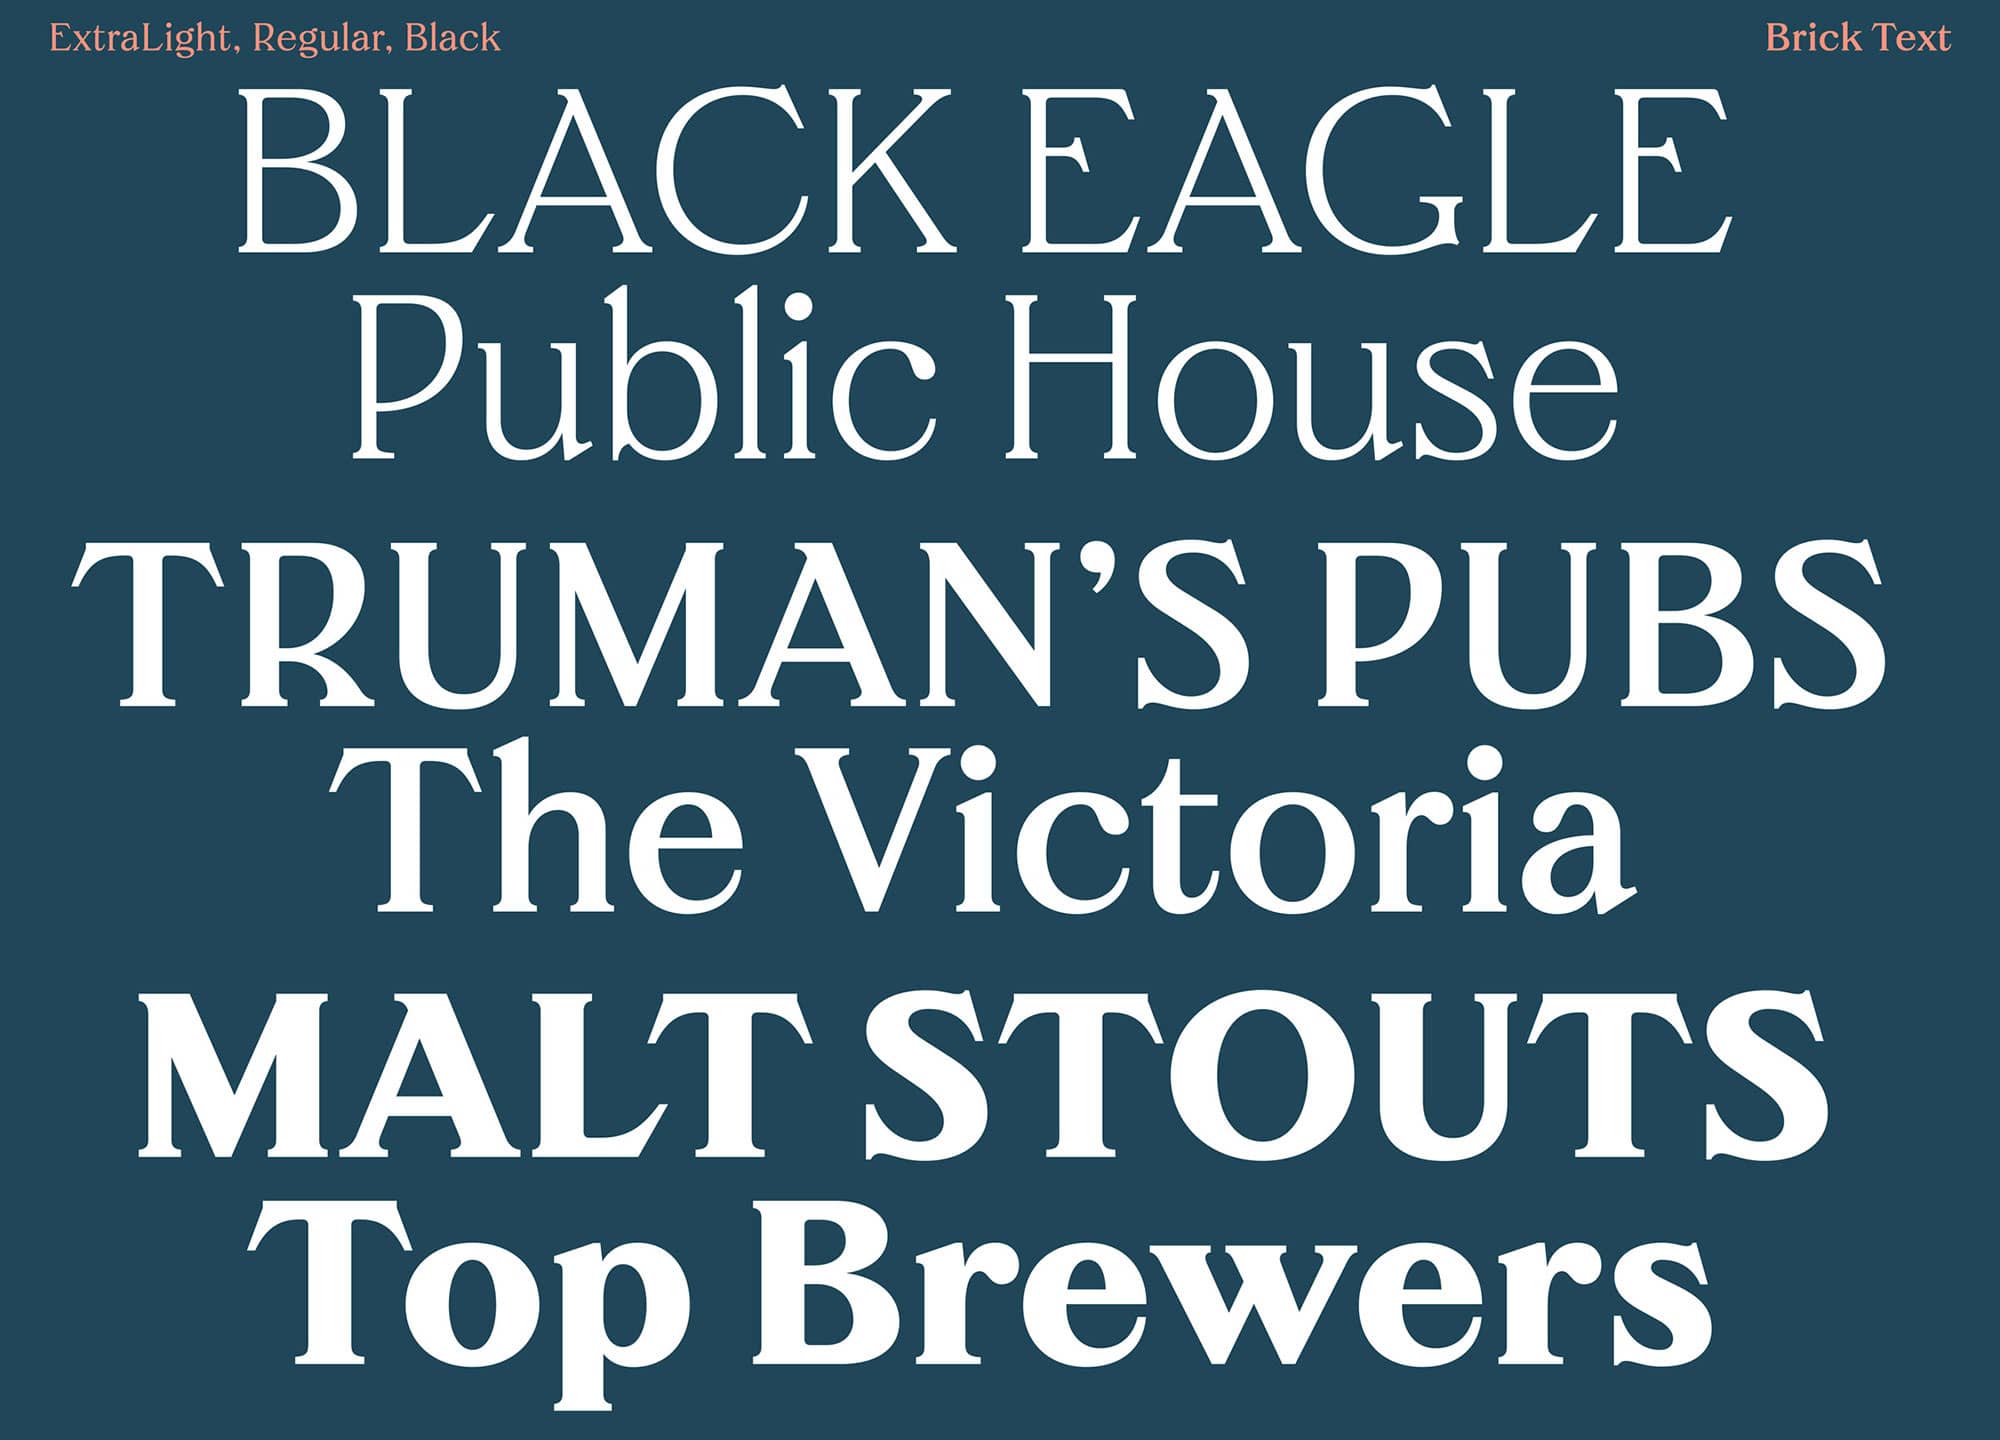 ExtraLight, Regular, Black
Brick Text
BLACK EAGLE
Public House
TRUMAN’S PUBS
The Victoria
MALT STOUTS
Top Brewers